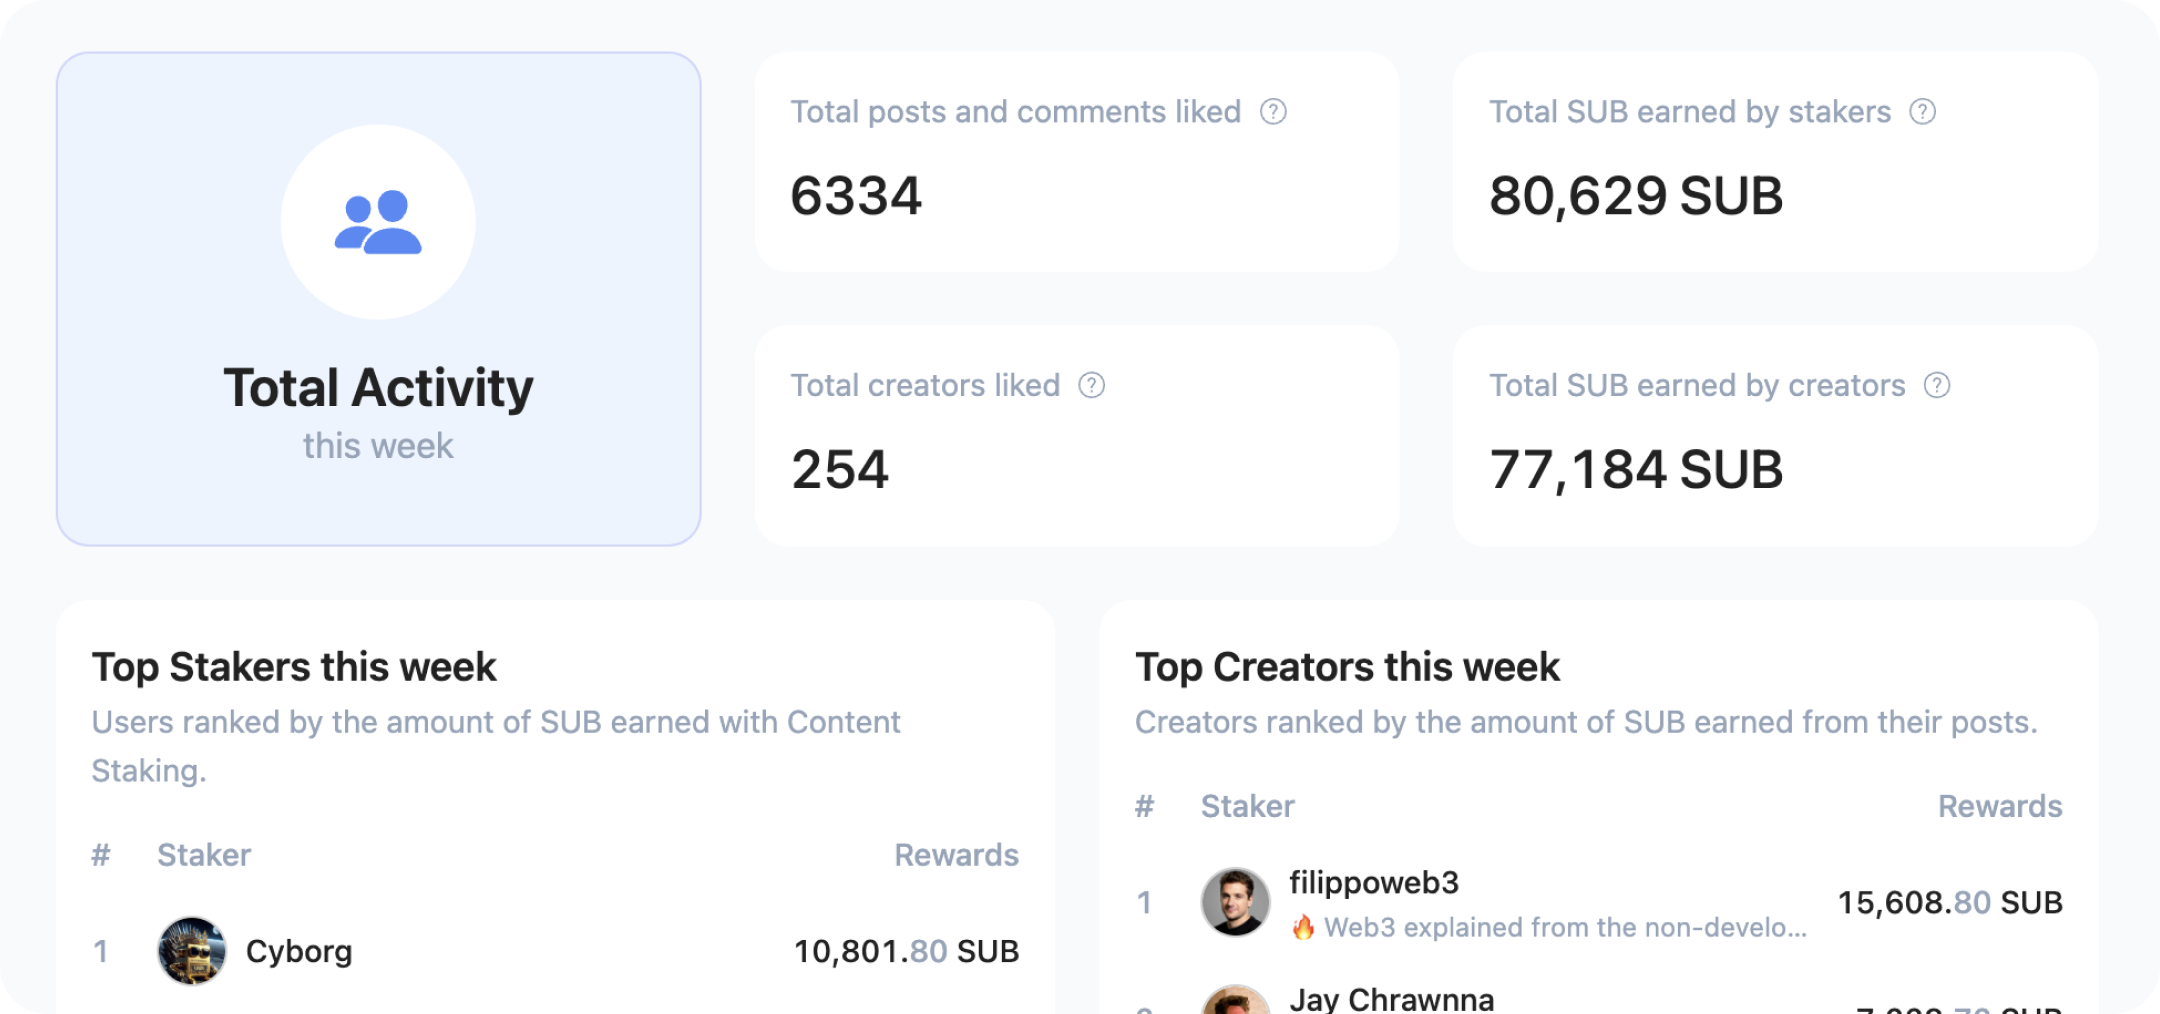 Total Activity
this week
Total posts and comments liked ?
6334
Total SUB earned by stakers ?
80,629 SUB
Total creators liked ?
254
Total SUB earned by creators ?
77,184 SUB
Top Stakers this week
Users ranked by the amount of SUB earned with Content
Staking.
# Staker Rewards
1 Cyborg 10,801.80 SUB
Top Creators this week
Creators ranked by the amount of SUB earned from their posts.
# Staker Rewards
1 filippoweb3 15,608.80 SUB
🔥 Web3 explained from the non-develo...
Jay Chrawnna SUB